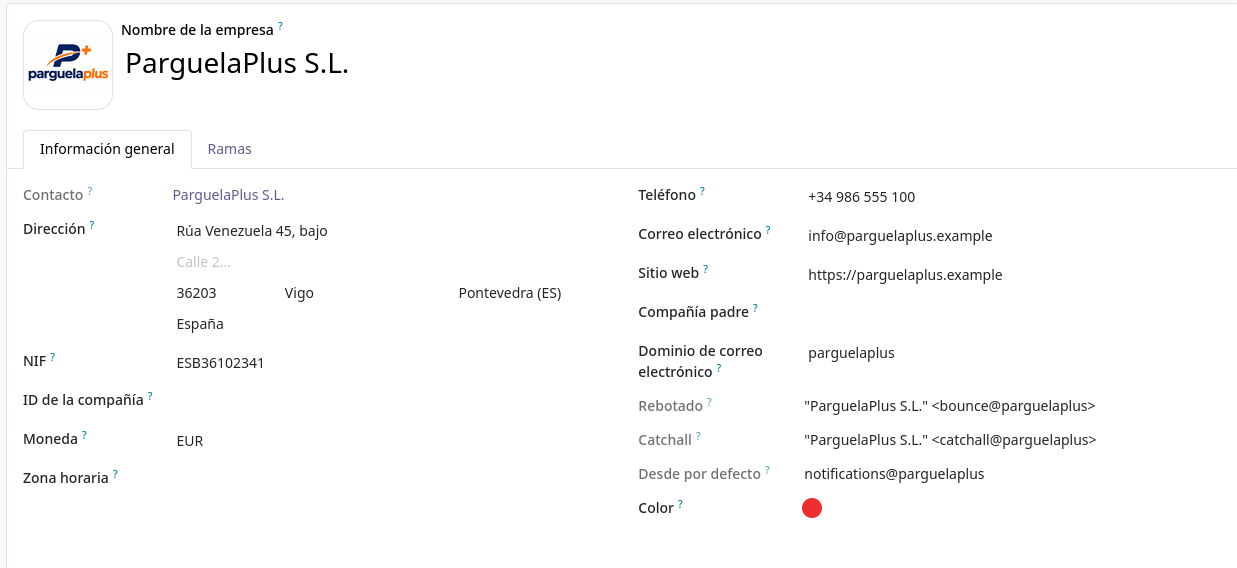 Nombre de la empresa ?
P+
parguelaplus
ParguelaPlus S.L.
Información general
Ramas
Contacto ?
ParguelaPlus S.L.
Dirección ?
Rúa Venezuela 45, bajo
Calle 2...
36203 Vigo Pontevedra (ES)
España
NIF ?
ESB36102341
ID de la compañía ?
Moneda ?
EUR
Zona horaria ?
Teléfono ?
+34 986 555 100
Correo electrónico ?
info@parguelaplus.example
Sitio web ?
https://parguelaplus.example
Compañía padre ?
Dominio de correo
electrónico ?
parguelaplus
Rebotado ?
"ParguelaPlus S.L." <bounce@parguelaplus>
Catchall ?
"ParguelaPlus S.L." <catchall@parguelaplus>
Desde por defecto ?
notifications@parguelaplus
Color ?